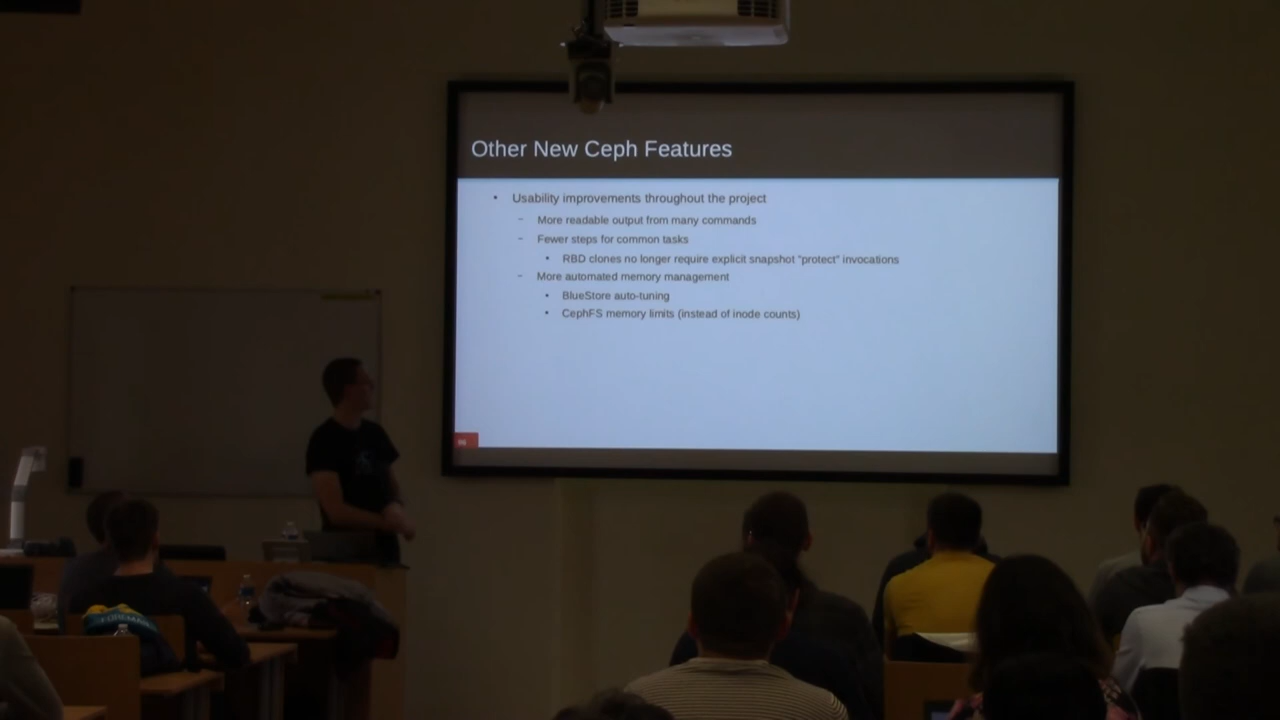 Other New Ceph Features
• Usability improvements throughout the project
– More readable output from many commands
– Fewer steps for common tasks
• RBD clones no longer require explicit snapshot "protect" invocations
– More automated memory management
• BlueStore auto-tuning
• CephFS memory limits (instead of inode counts)